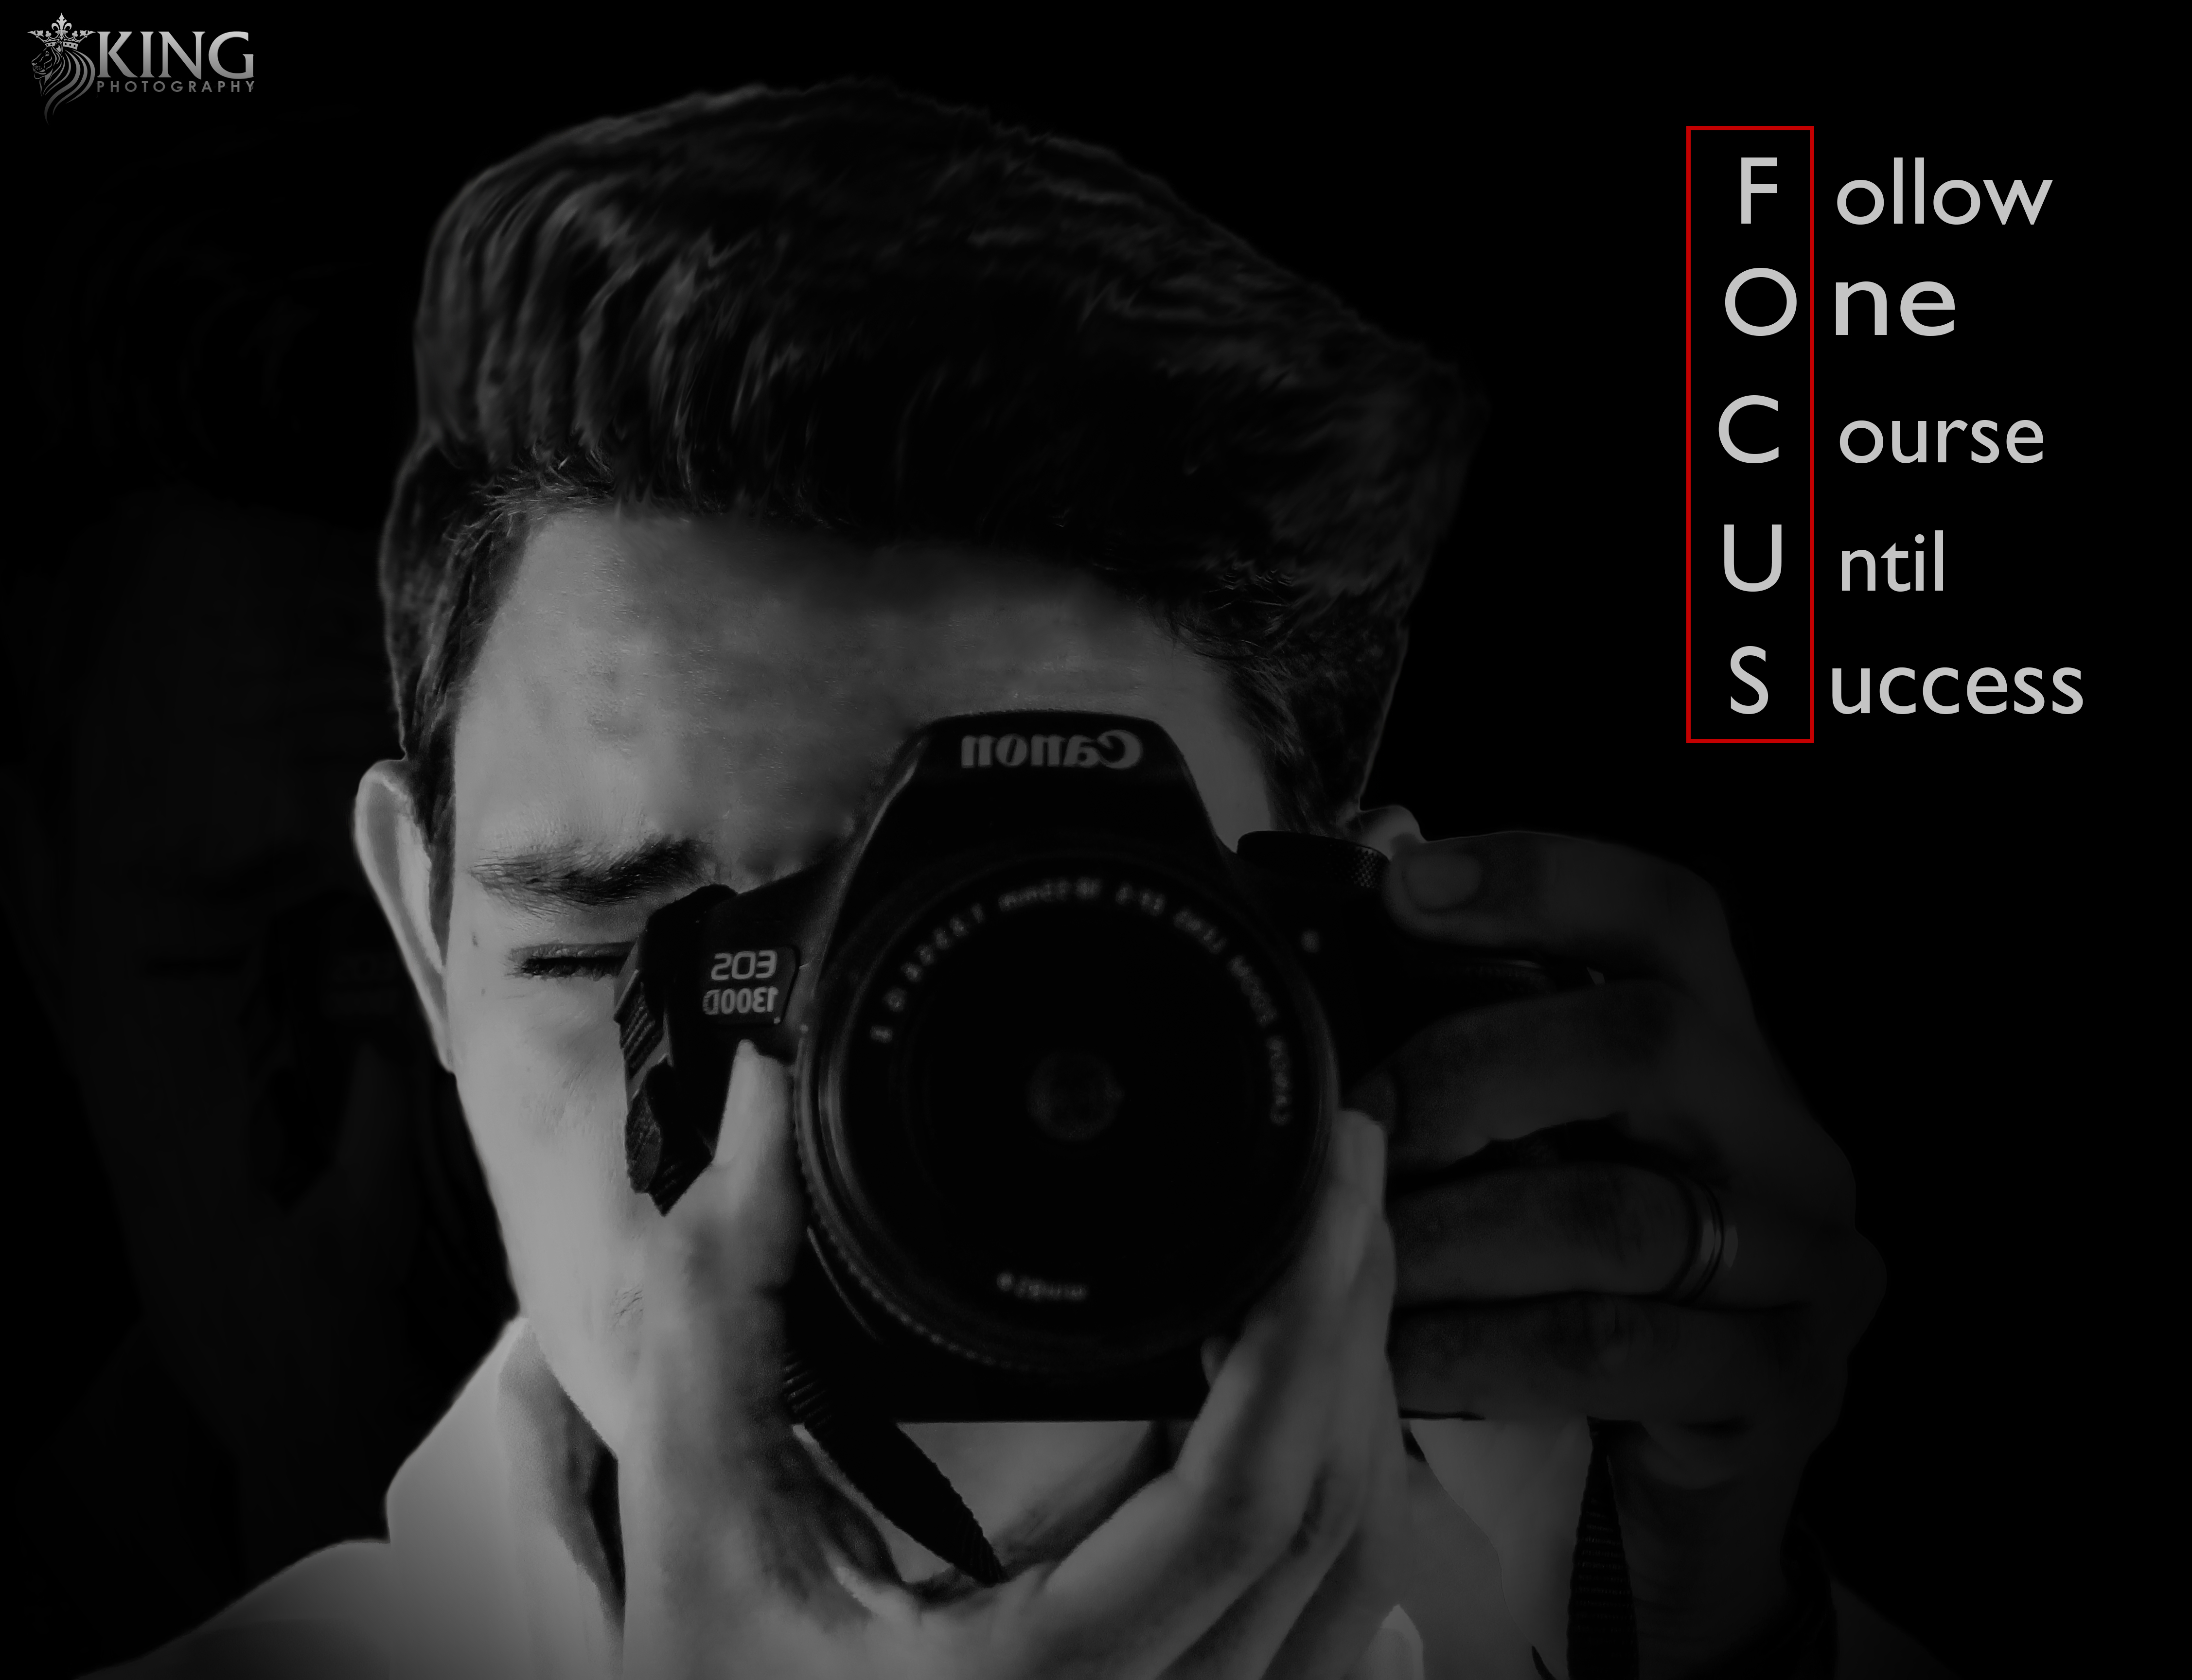 KING
PHOTOGRAPHY
Follow
One
Course
Until
Success
Canon
EOS
1300D